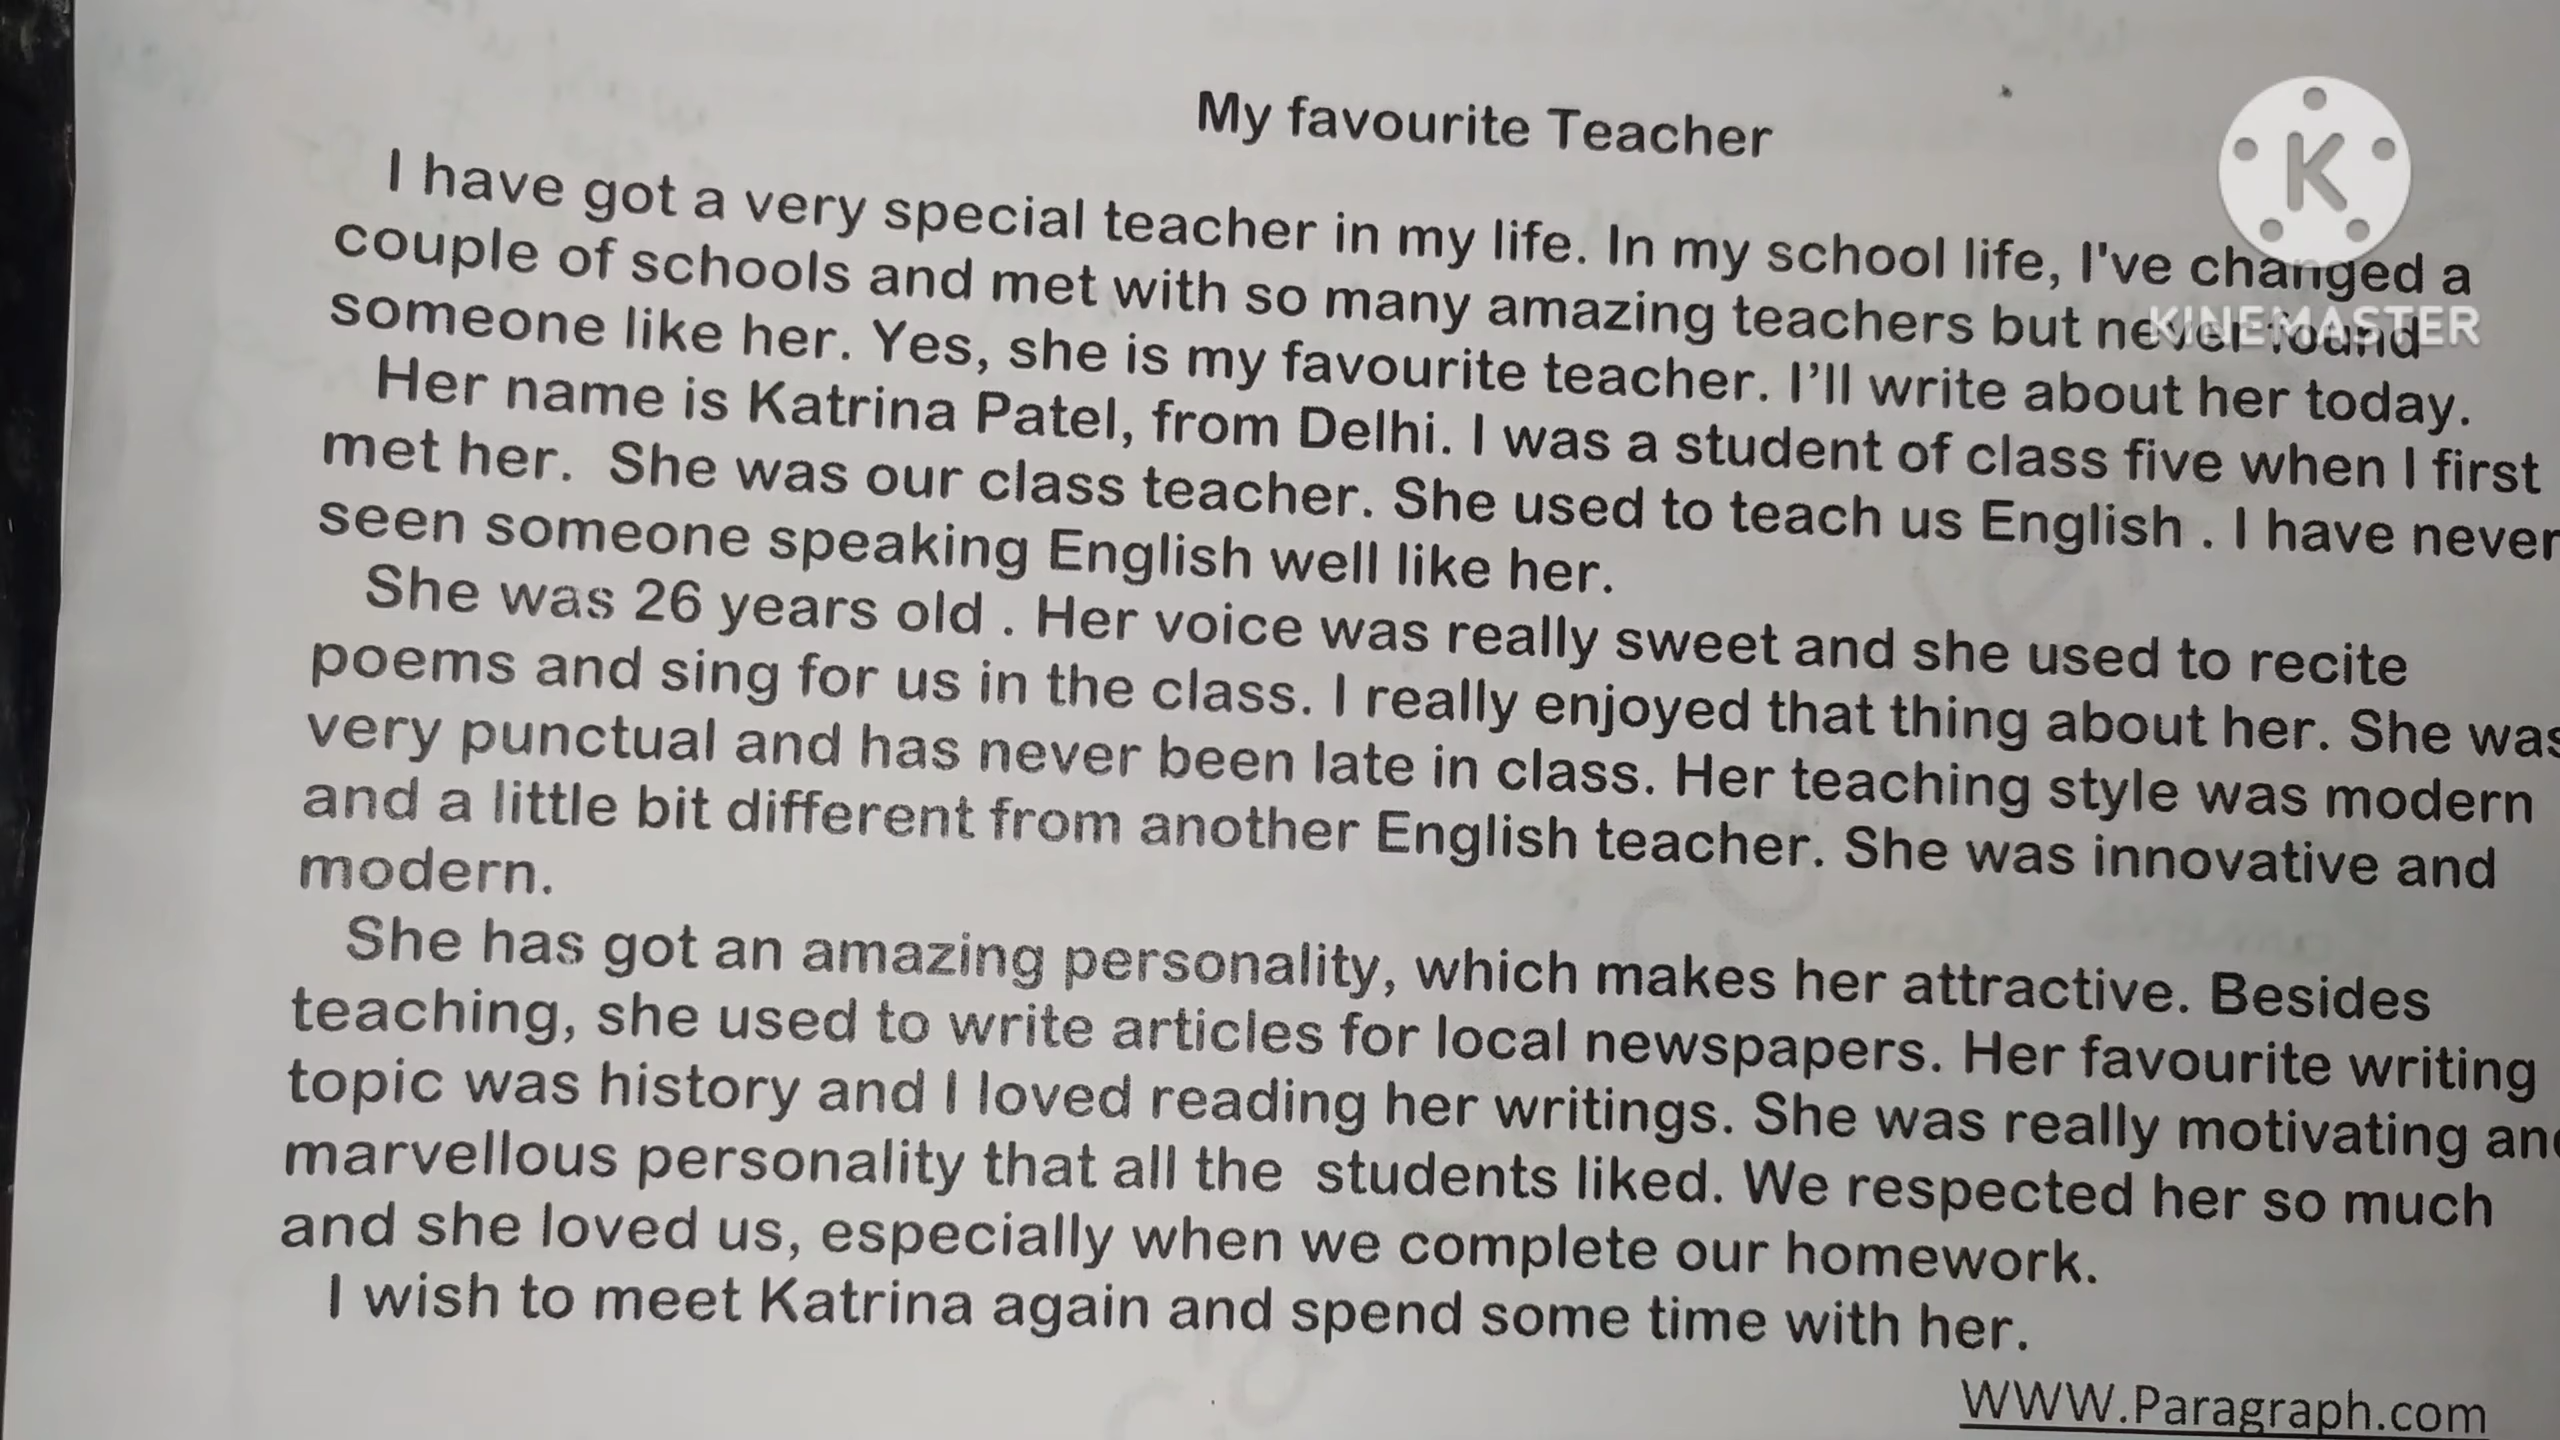 My favourite Teacher
K
I have got a very special teacher in my life. In my school life, I've changed a
couple of schools and met with so many amazing teachers but never found
KINEMASTER
someone like her. Yes, she is my favourite teacher. I’ll write about her today.
Her name is Katrina Patel, from Delhi. I was a student of class five when I first
met her. She was our class teacher. She used to teach us English . I have never
seen someone speaking English well like her.
She was 26 years old . Her voice was really sweet and she used to recite
poems and sing for us in the class. I really enjoyed that thing about her. She was
very punctual and has never been late in class. Her teaching style was modern
and a little bit different from another English teacher. She was innovative and
modern.
She has got an amazing personality, which makes her attractive. Besides
teaching, she used to write articles for local newspapers. Her favourite writing
topic was history and I loved reading her writings. She was really motivating and
marvellous personality that all the students liked. We respected her so much
and she loved us, especially when we complete our homework.
I wish to meet Katrina again and spend some time with her.
WWW.Paragraph.com